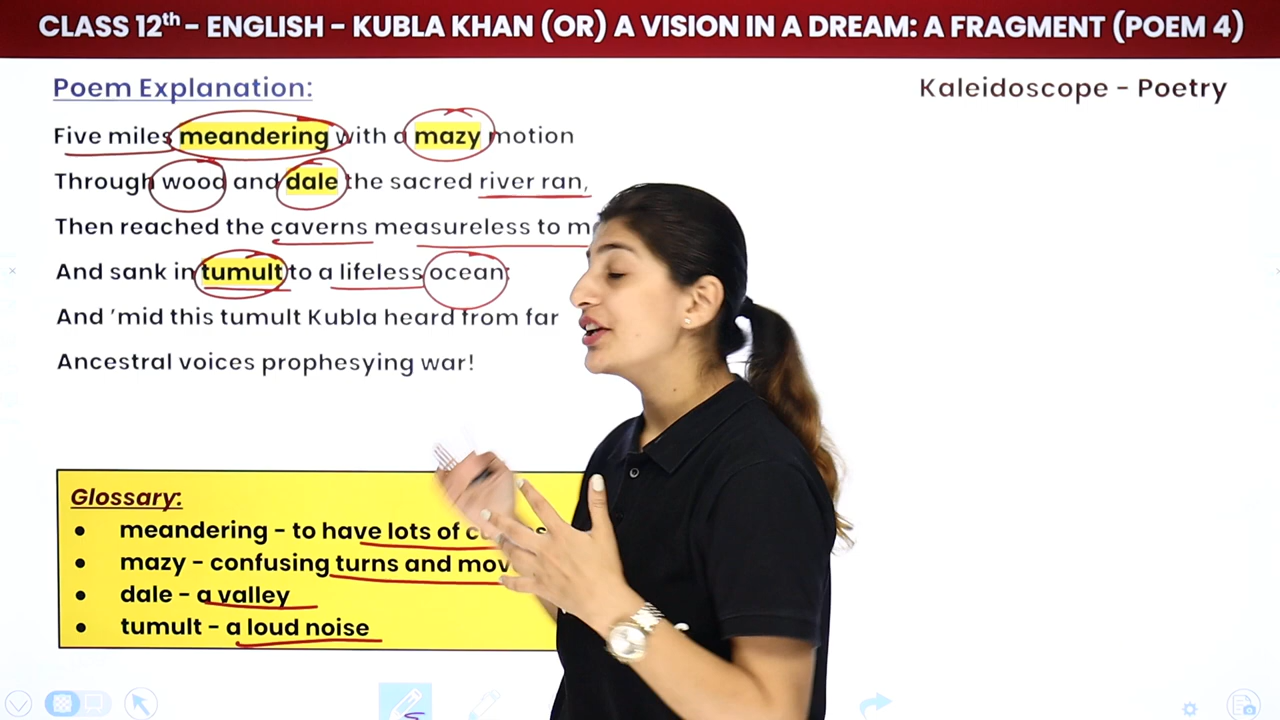 CLASS 12th – ENGLISH – KUBLA KHAN (OR) A VISION IN A DREAM: A FRAGMENT (POEM 4)
Poem Explanation:
Kaleidoscope – Poetry
Five miles meandering with a mazy motion
Through wood and dale the sacred river ran,
Then reached the caverns measureless to
And sank in tumult to a lifeless ocean;
And ’mid this tumult Kubla heard from far
Ancestral voices prophesying war!
Glossary:
● meandering – to have lots of
● mazy – confusing turns and
● dale – a valley
● tumult – a loud noise